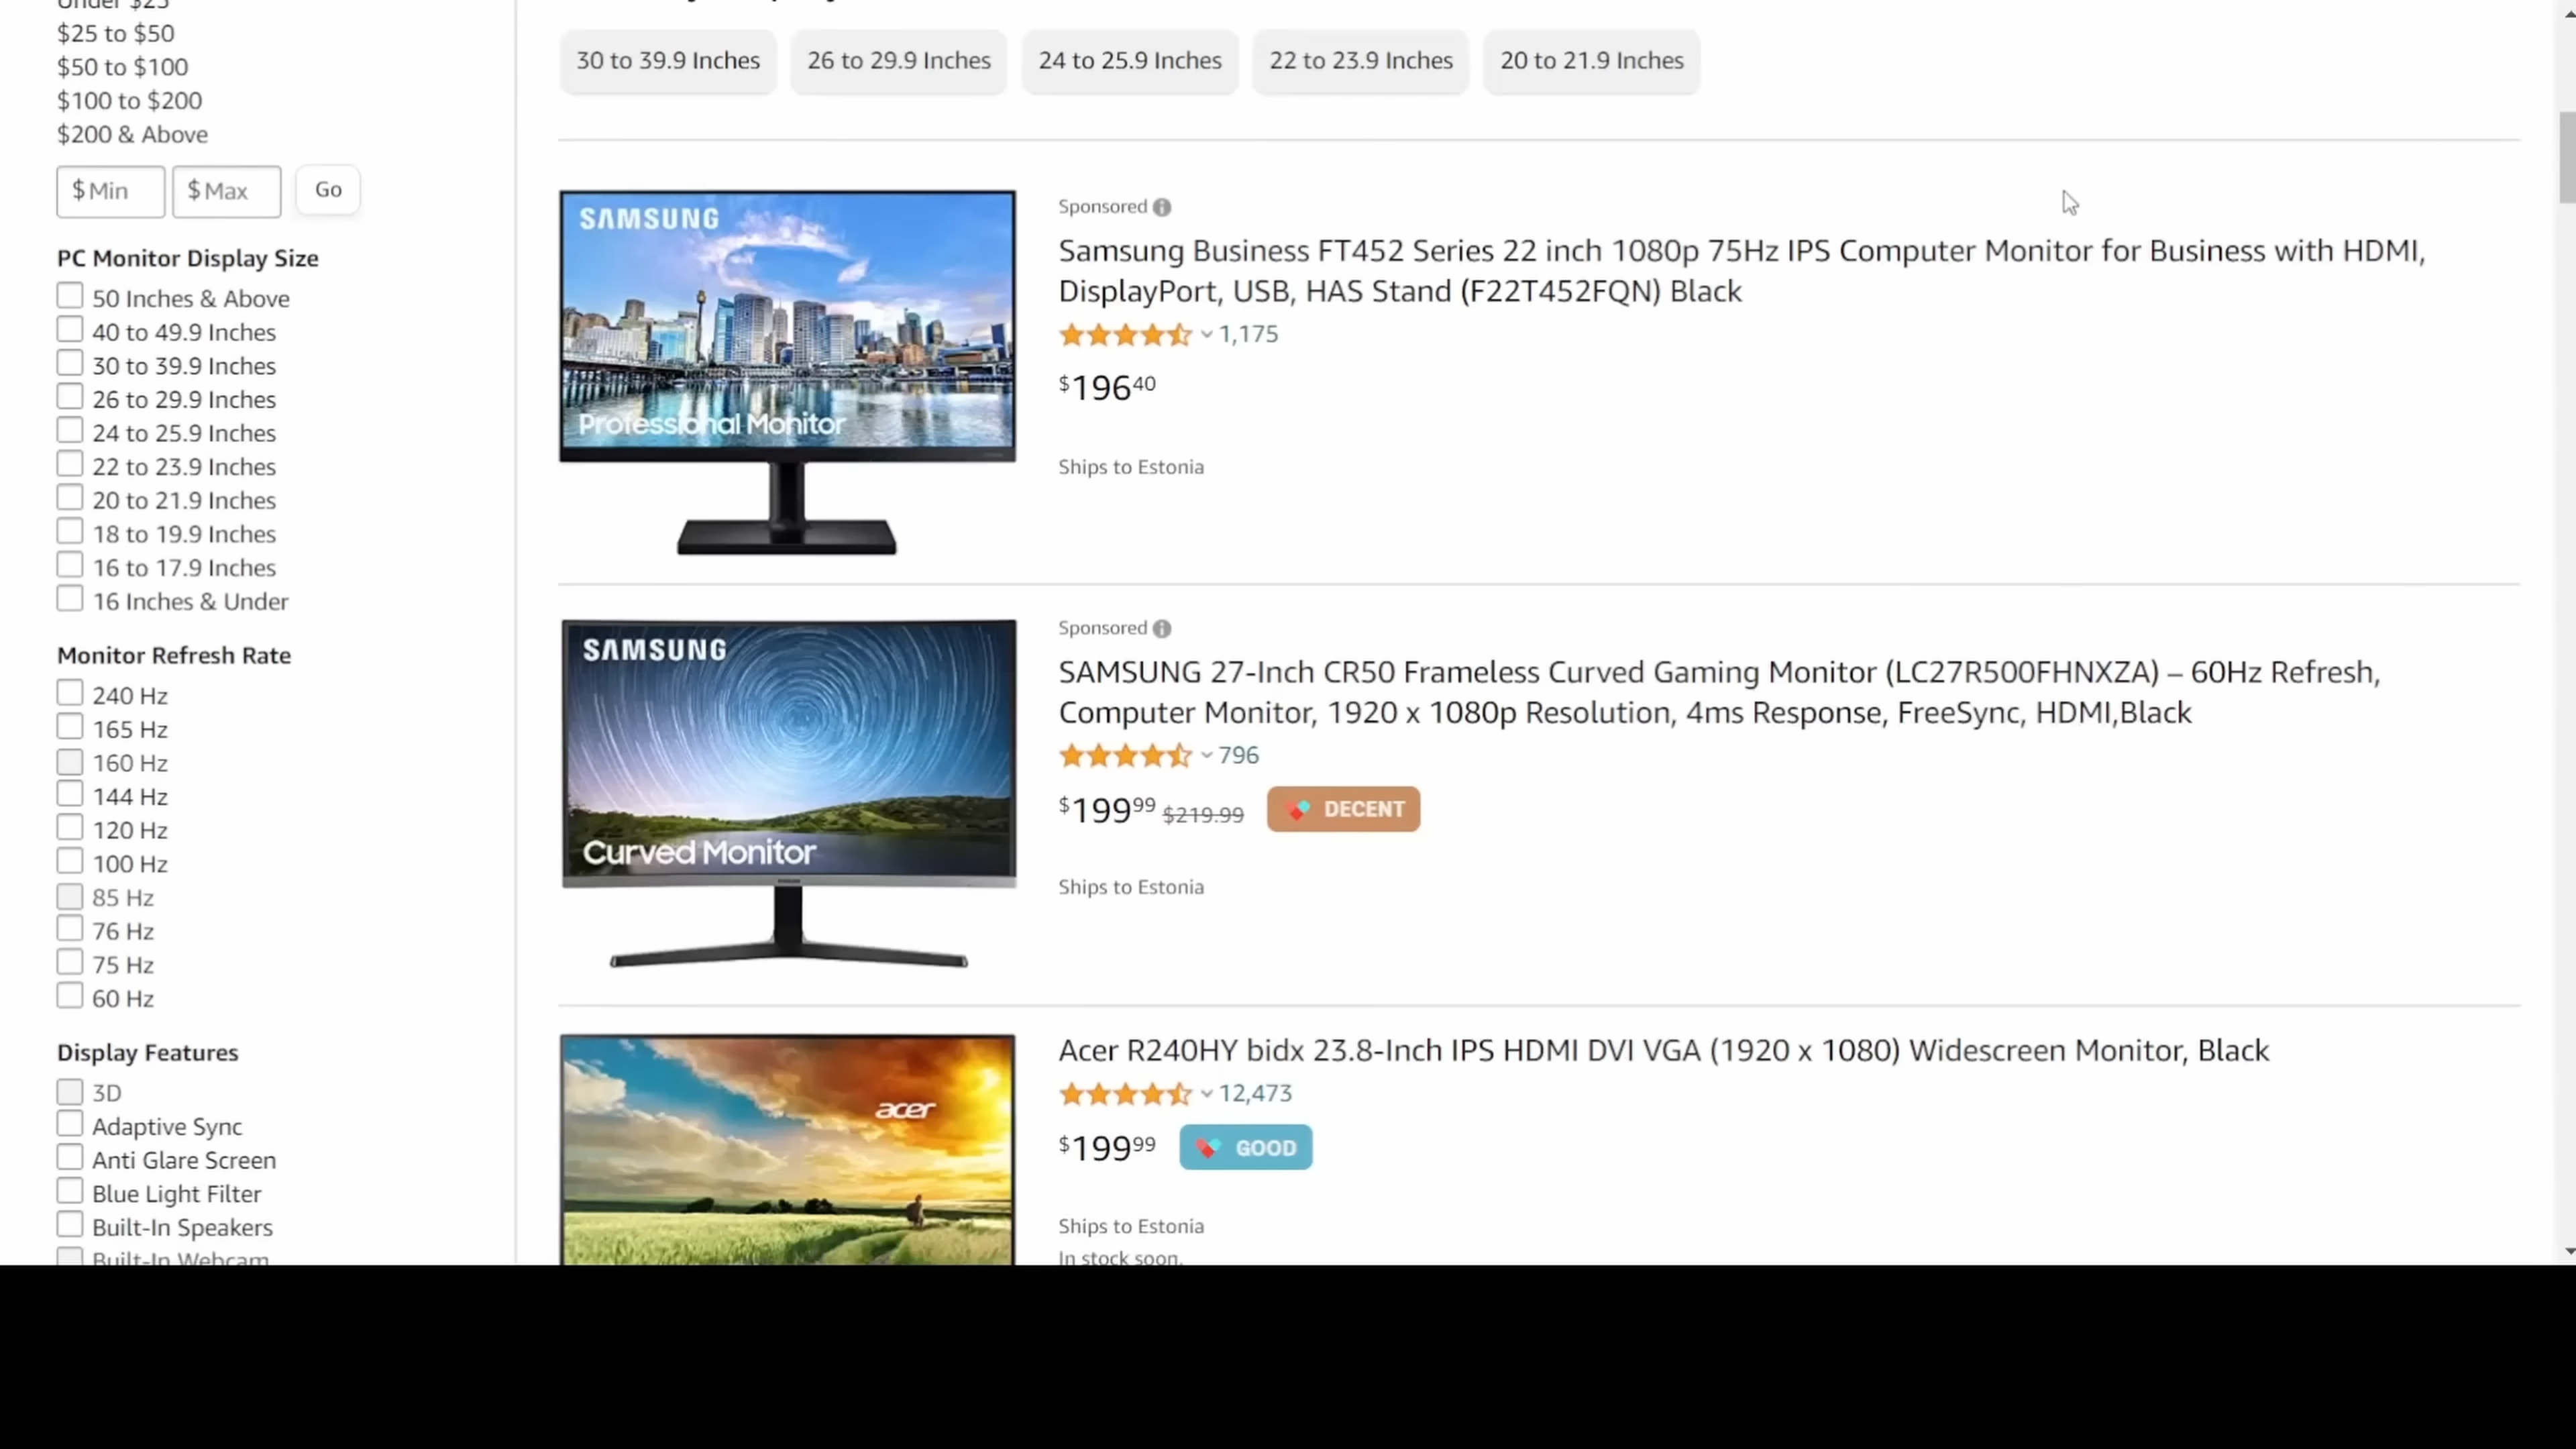 Under $25
$25 to $50
$50 to $100
$100 to $200
$200 & Above
$ Min
$ Max
Go
PC Monitor Display Size
50 Inches & Above
40 to 49.9 Inches
30 to 39.9 Inches
26 to 29.9 Inches
24 to 25.9 Inches
22 to 23.9 Inches
20 to 21.9 Inches
18 to 19.9 Inches
16 to 17.9 Inches
16 Inches & Under
Monitor Refresh Rate
240 Hz
165 Hz
160 Hz
144 Hz
120 Hz
100 Hz
85 Hz
76 Hz
75 Hz
60 Hz
Display Features
3D
Adaptive Sync
Anti Glare Screen
Blue Light Filter
Built-In Speakers
Built-In Webcam
30 to 39.9 Inches
26 to 29.9 Inches
24 to 25.9 Inches
22 to 23.9 Inches
20 to 21.9 Inches
SAMSUNG
Professional Monitor
Sponsored
Samsung Business FT452 Series 22 inch 1080p 75Hz IPS Computer Monitor for Business with HDMI,
DisplayPort, USB, HAS Stand (F22T452FQN) Black
1,175
$196 40
Ships to Estonia
SAMSUNG
Curved Monitor
Sponsored
SAMSUNG 27-Inch CR50 Frameless Curved Gaming Monitor (LC27R500FHNXZA) – 60Hz Refresh,
Computer Monitor, 1920 x 1080p Resolution, 4ms Response, FreeSync, HDMI,Black
796
$199 99 $219.99 DECENT
Ships to Estonia
acer
Acer R240HY bidx 23.8-Inch IPS HDMI DVI VGA (1920 x 1080) Widescreen Monitor, Black
12,473
$199 99 GOOD
Ships to Estonia
In stock soon.